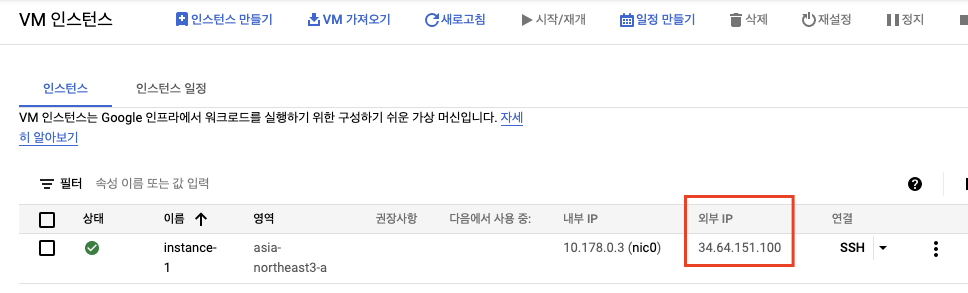 VM 인스턴스 인스턴스 만들기 VM 가져오기 새로고침 시작/재개 일정 만들기 삭제 재설정 정지
인스턴스 인스턴스 일정
VM 인스턴스는 Google 인프라에서 워크로드를 실행하기 위한 구성하기 쉬운 가상 머신입니다. 자세
히 알아보기
필터 속성 이름 또는 값 입력
상태 이름 영역 권장사항 다음에서 사용 중: 내부 IP 외부 IP 연결
instance- asia- 10.178.0.3 (nic0) 34.64.151.100 SSH
1 northeast3-a